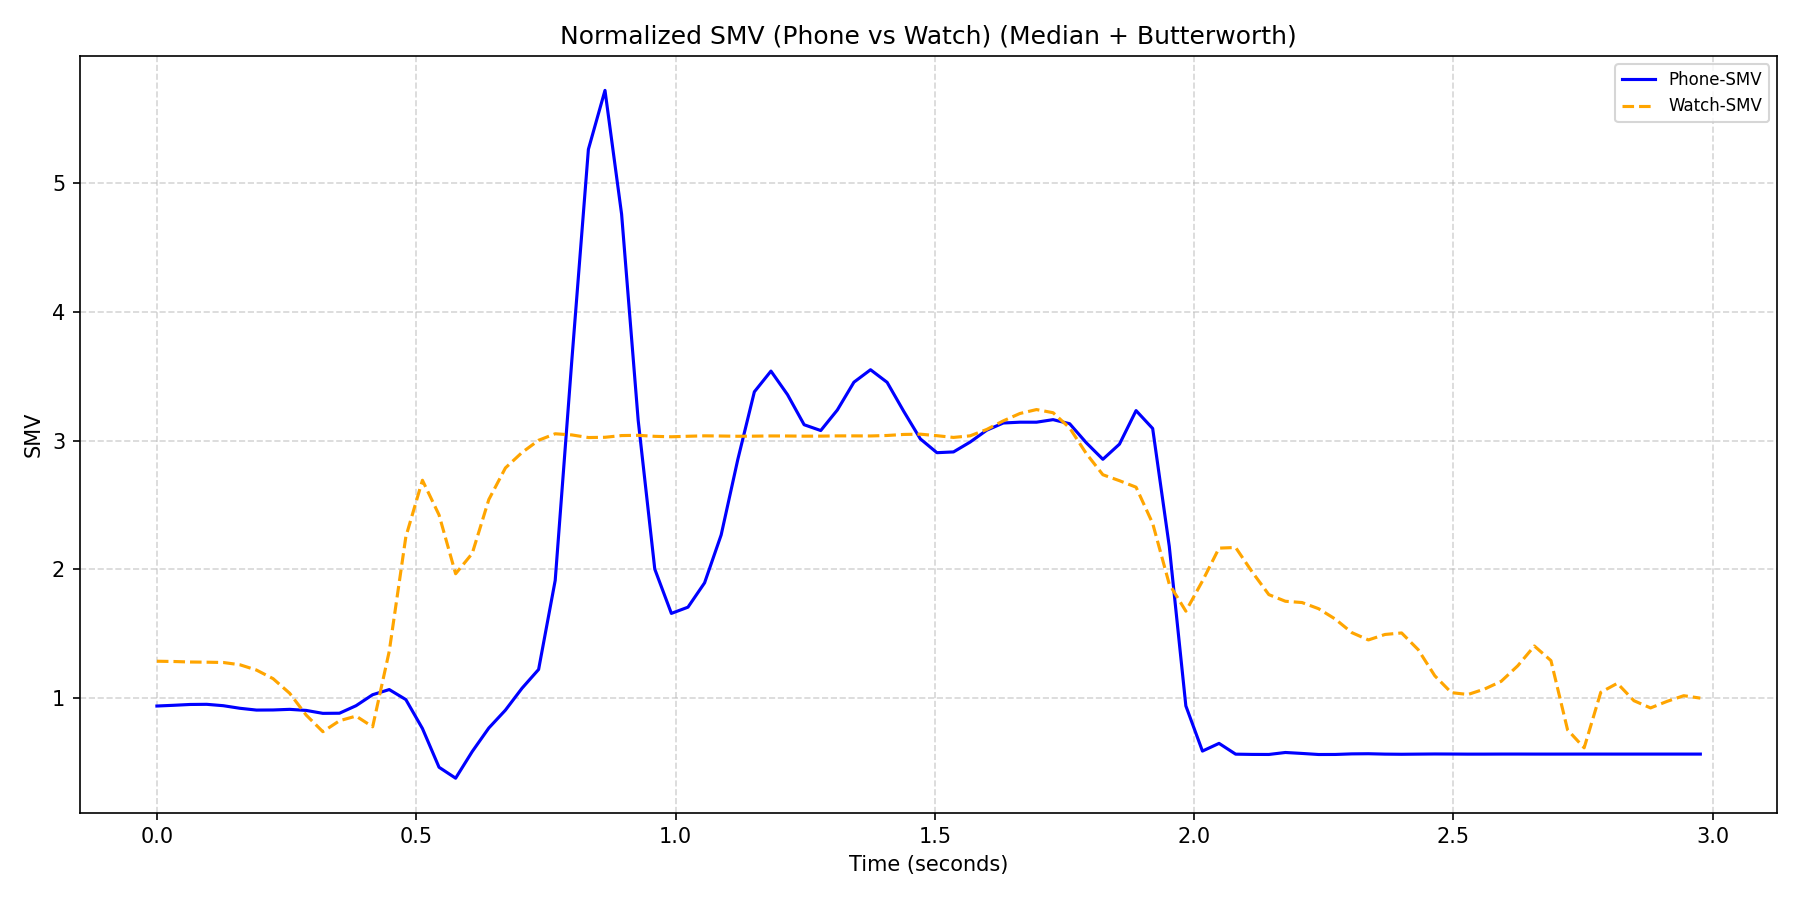 Normalized SMV (Phone vs Watch) (Median + Butterworth)
Phone-SMV
Watch-SMV
SMV
5
4
3
2
1
0.0 0.5 1.0 1.5 2.0 2.5 3.0
Time (seconds)